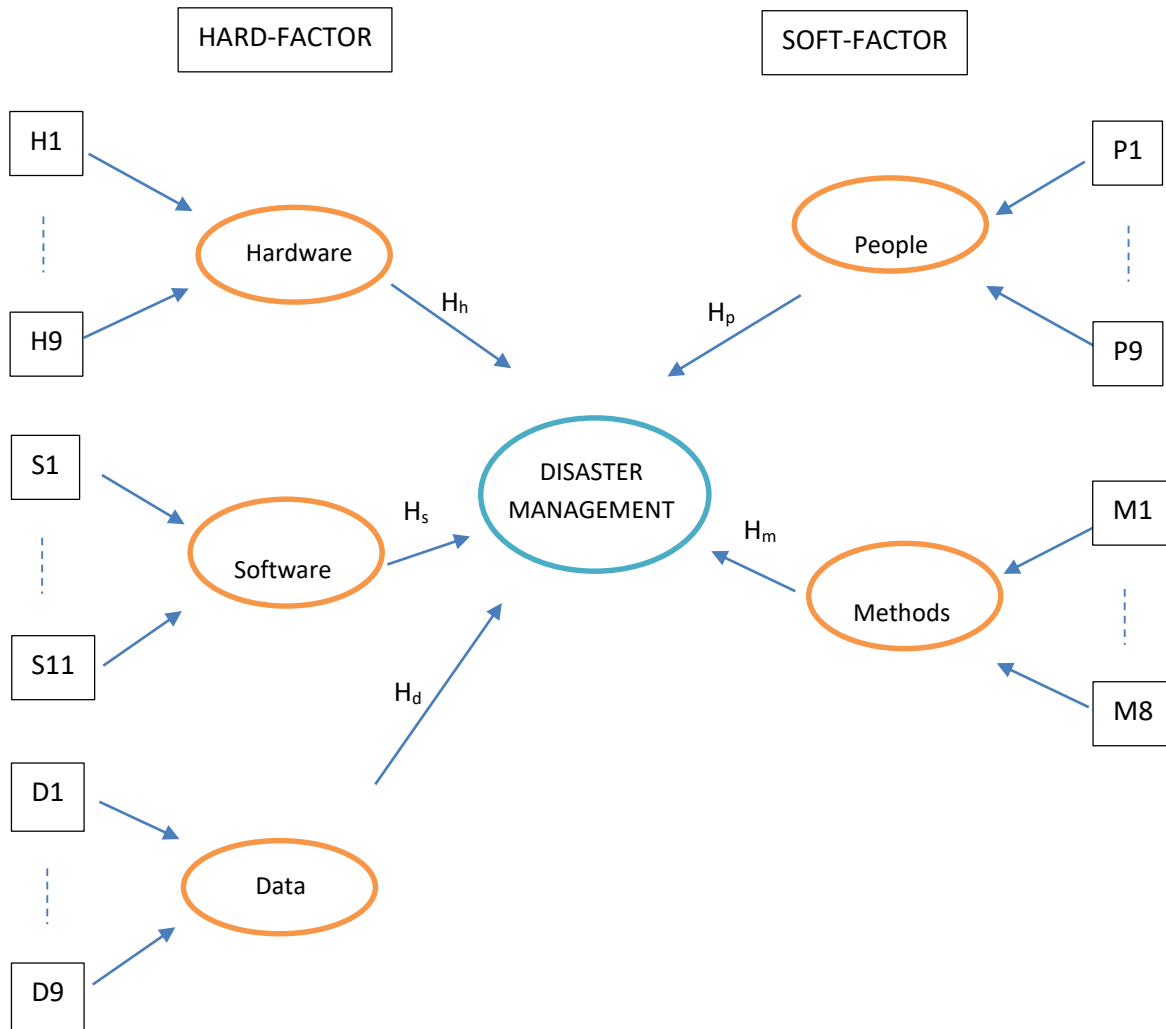 HARD-FACTOR
SOFT-FACTOR
H1
P1
Hardware
People
Hh
Hp
H9
P9
S1
DISASTER
MANAGEMENT
M1
Hs
Hm
Software
Methods
S11
Hd
M8
D1
Data
D9